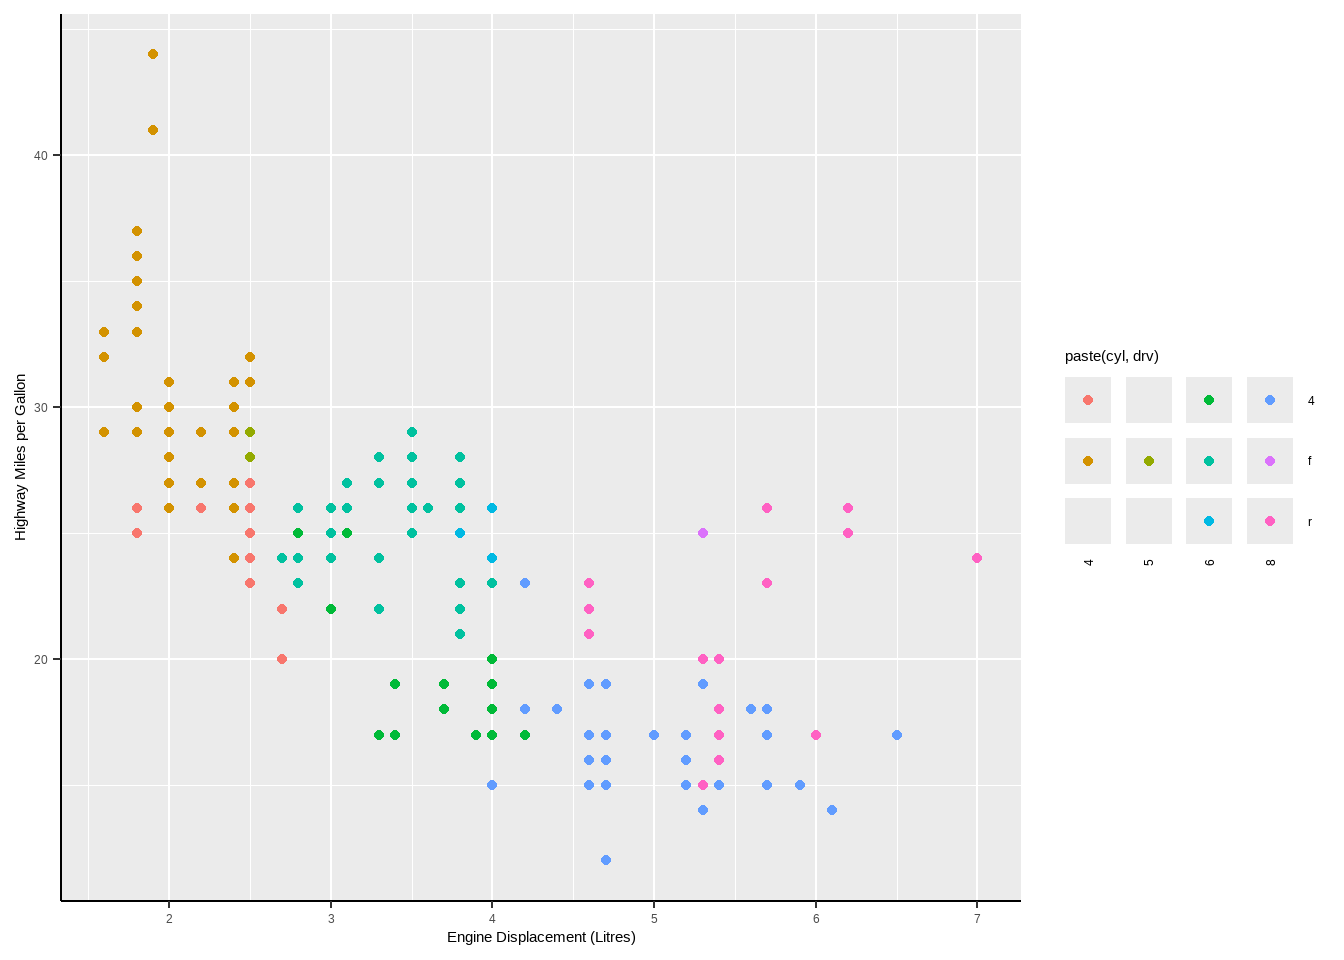 40
30
20
Highway Miles per Gallon
2 3 4 5 6 7
Engine Displacement (Litres)
paste(cyl, drv)
4
f
r
4 5 6 8